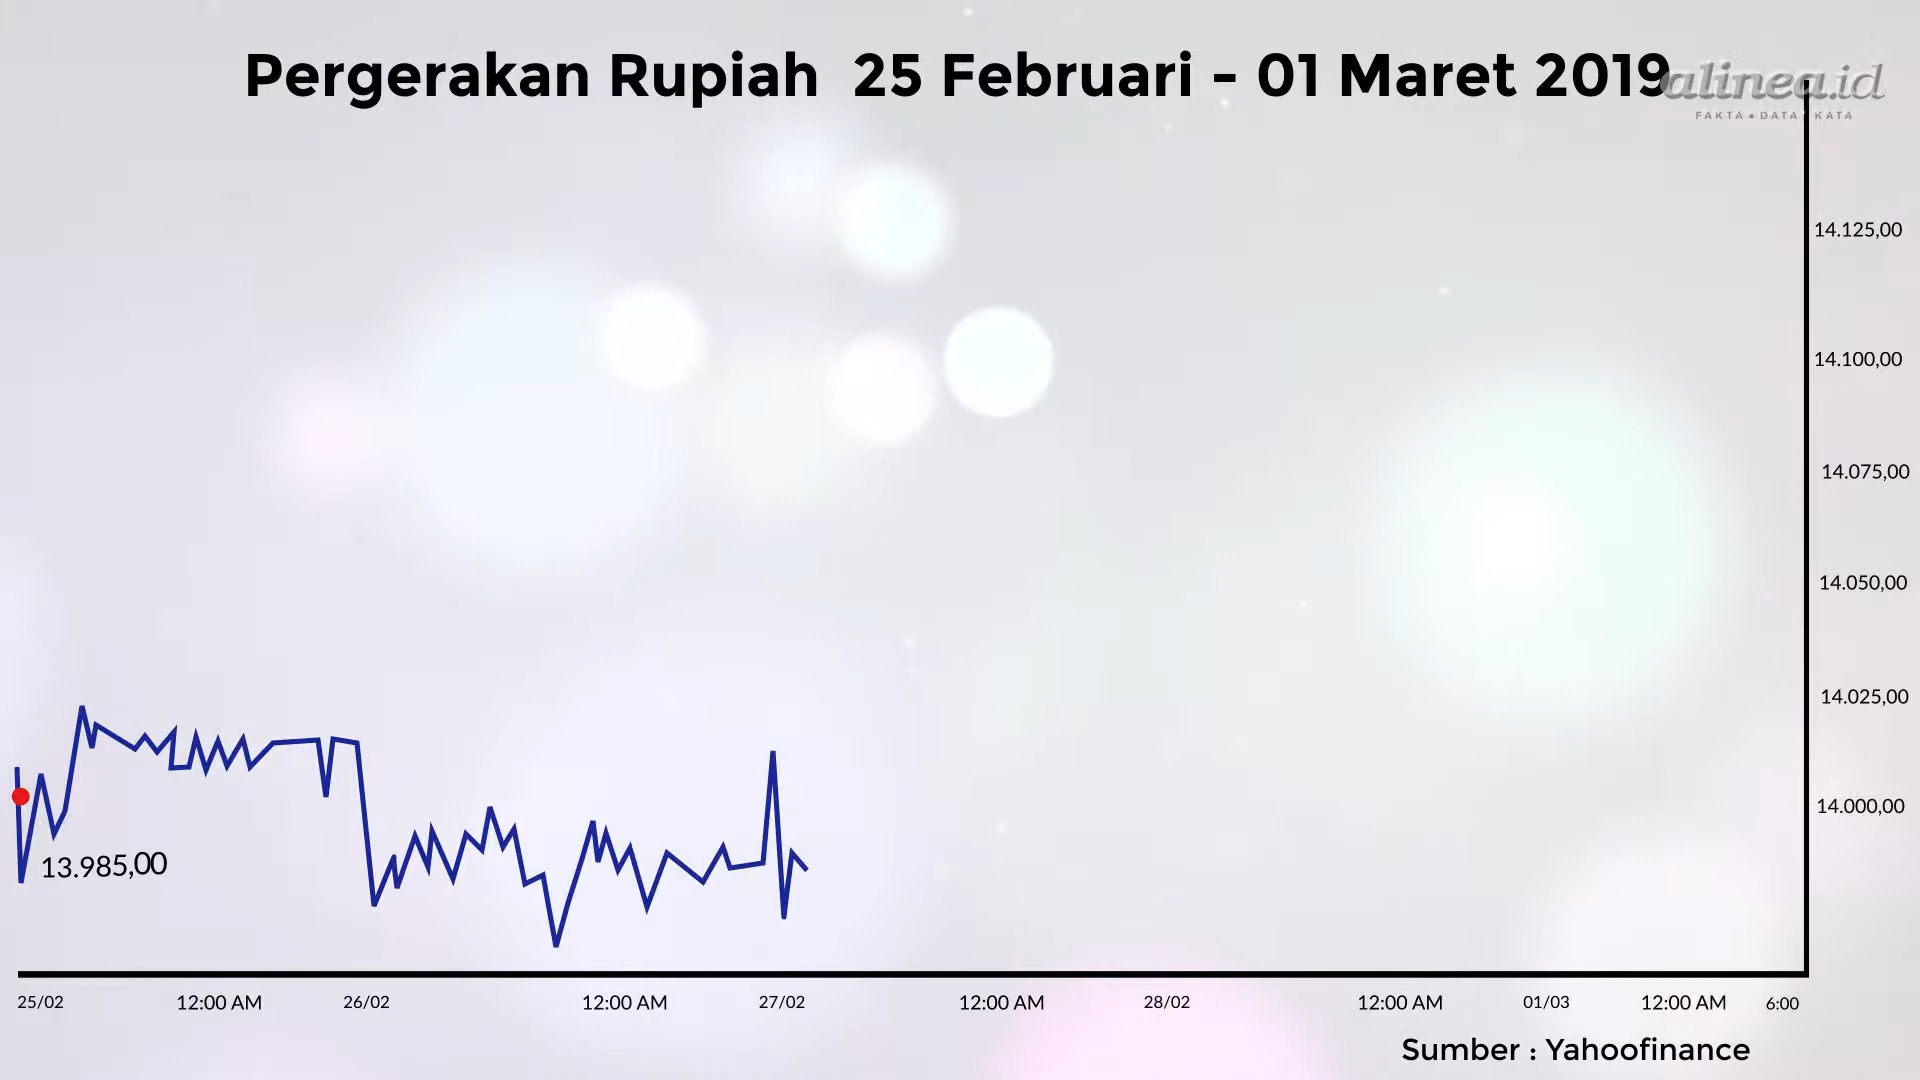 Pergerakan Rupiah 25 Februari - 01 Maret 2019
alinea.id
FAKTA • DATA • KATA
14.125,00
14.100,00
14.075,00
14.050,00
14.025,00
14.000,00
13.985,00
25/02 12:00 AM 26/02 12:00 AM 27/02 12:00 AM 28/02 12:00 AM 01/03 12:00 AM 6:00
Sumber : Yahoofinance